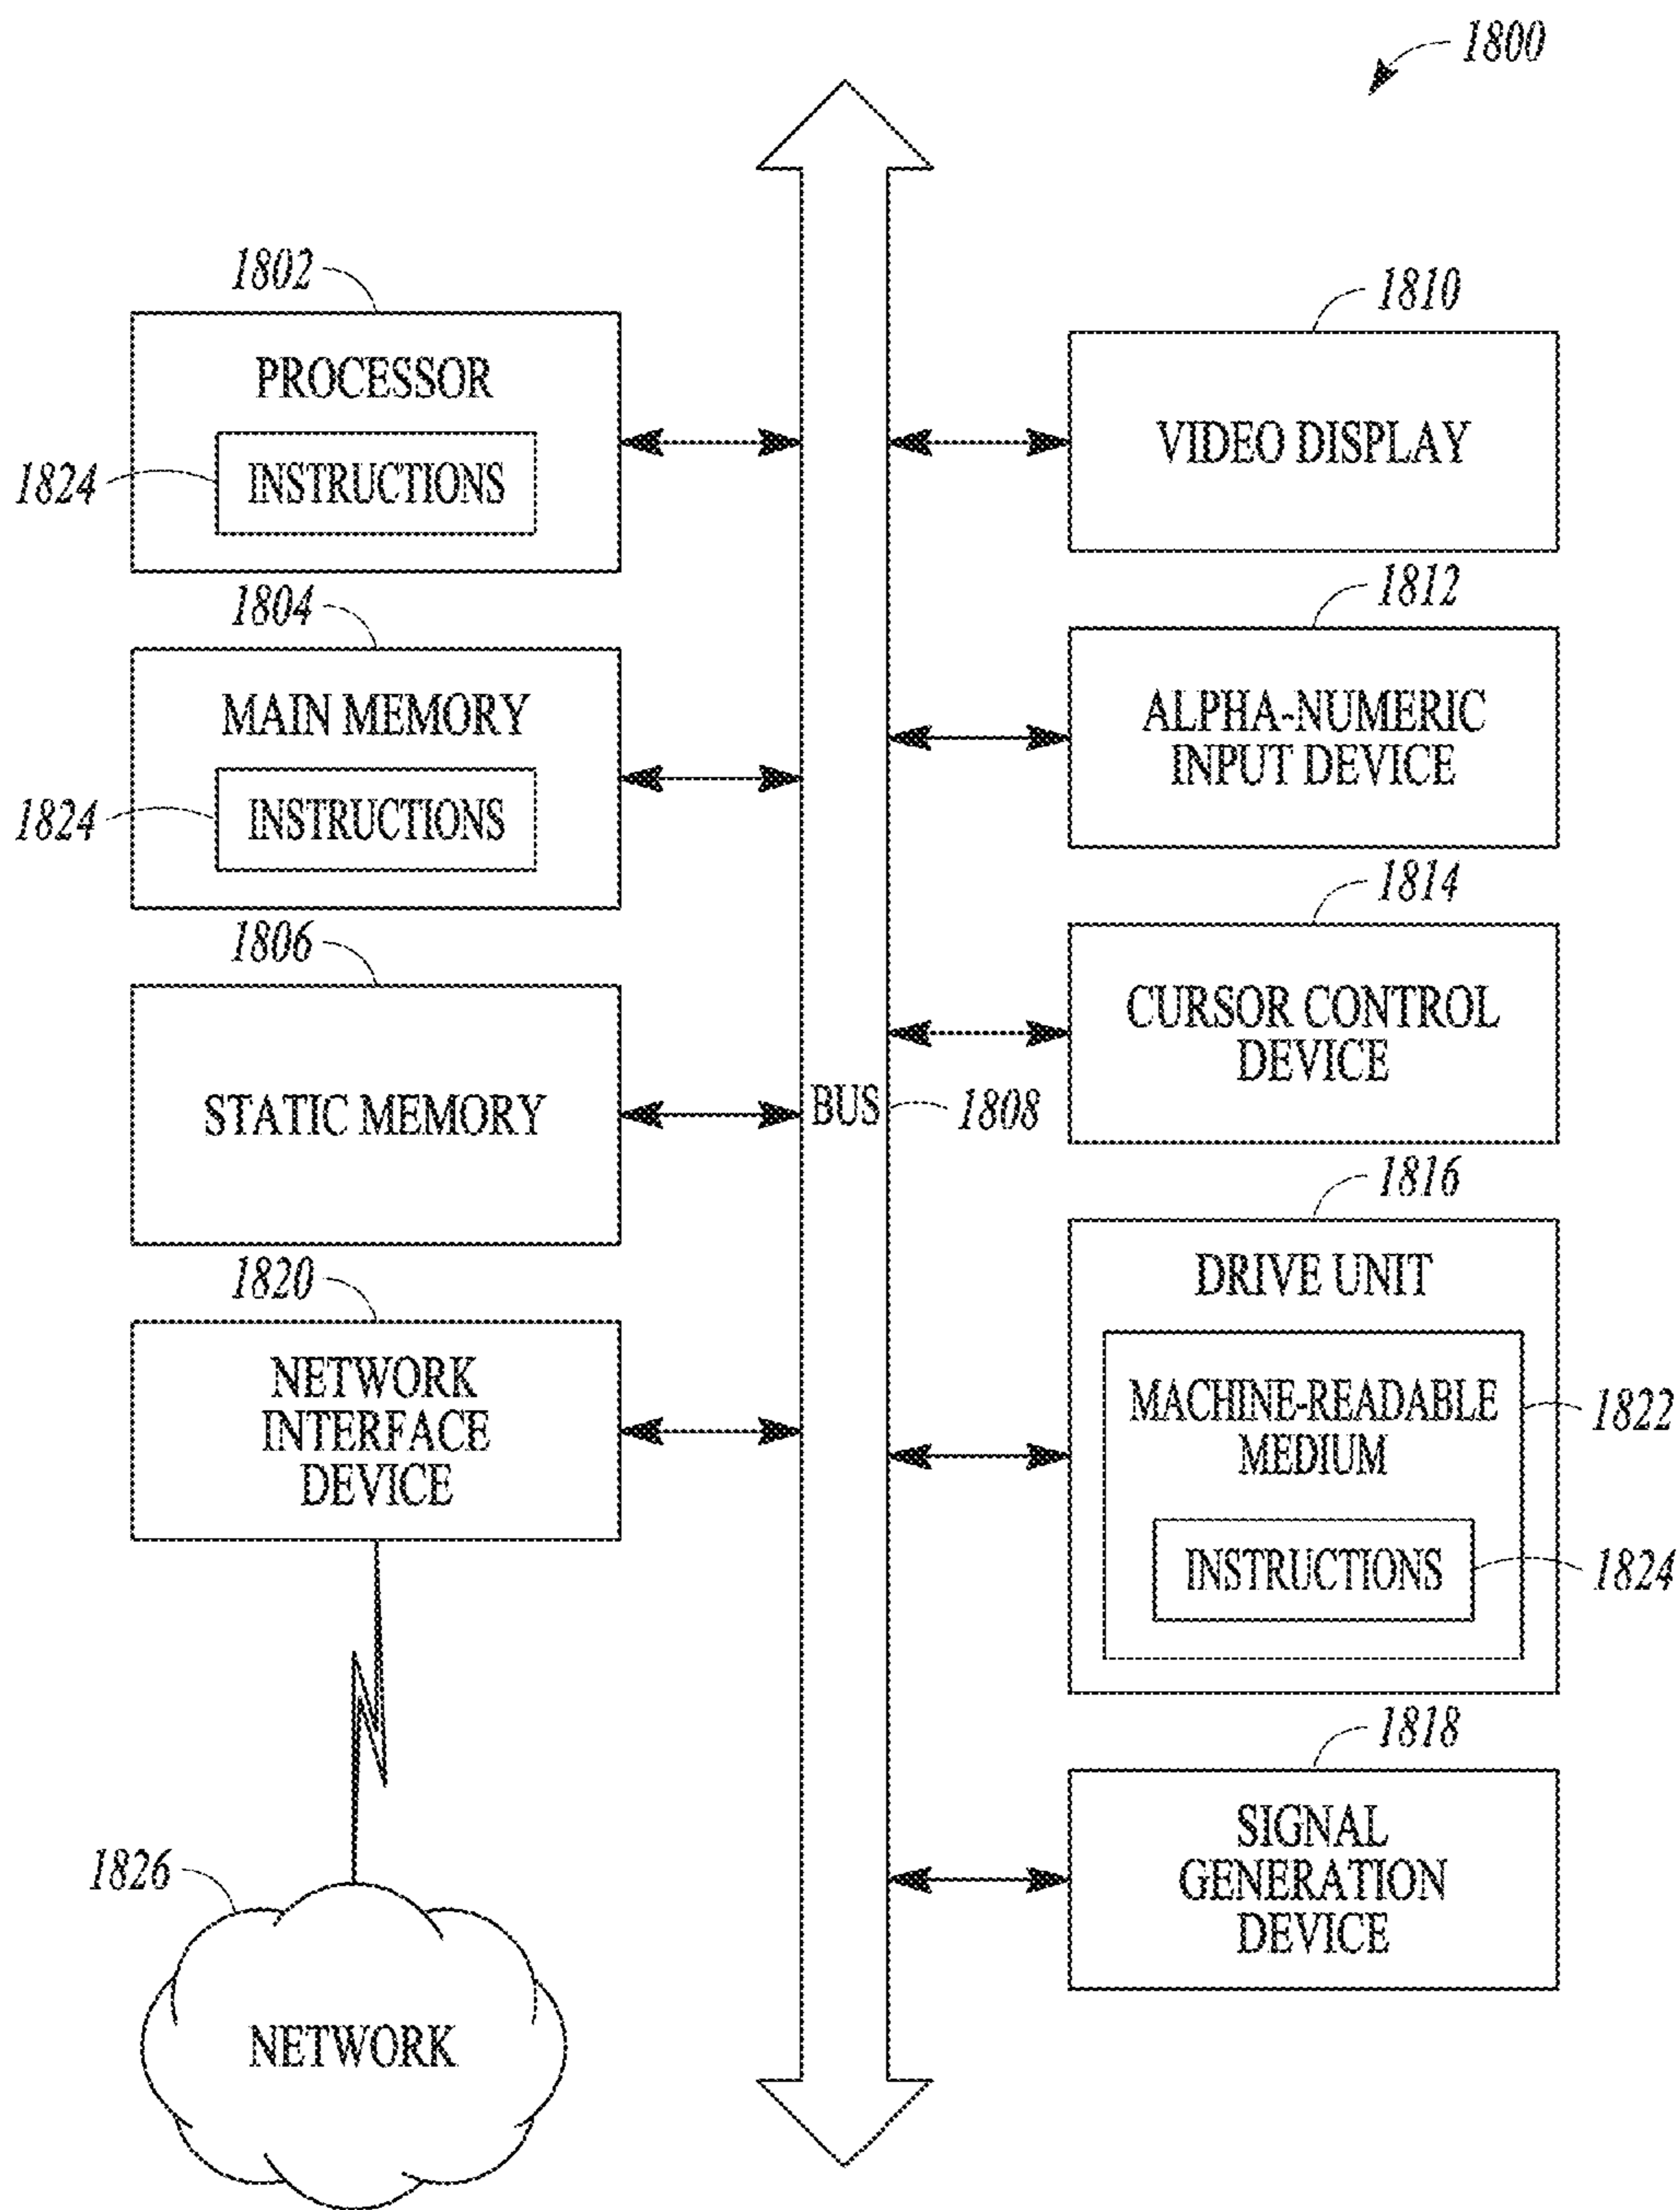 1800
1802
PROCESSOR
1824
INSTRUCTIONS
1804
MAIN MEMORY
1824
INSTRUCTIONS
1806
STATIC MEMORY
1820
NETWORK
INTERFACE
DEVICE
1826
NETWORK
BUS
1808
1810
VIDEO DISPLAY
1812
ALPHA-NUMERIC
INPUT DEVICE
1814
CURSOR CONTROL
DEVICE
1816
DRIVE UNIT
MACHINE-READABLE
MEDIUM
1822
INSTRUCTIONS
1824
1818
SIGNAL
GENERATION
DEVICE